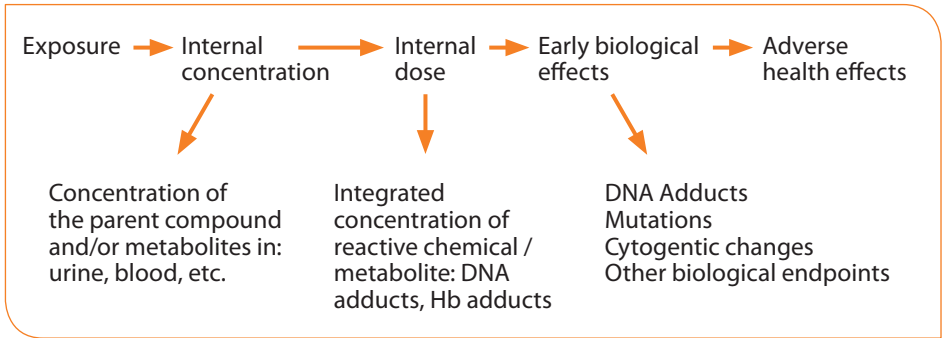 Exposure
Internal
concentration
Internal
dose
Early biological
effects
Adverse
health effects
Concentration of
the parent compound
and/or metabolites in:
urine, blood, etc.
Integrated
concentration of
reactive chemical /
metabolite: DNA
adducts, Hb adducts
DNA Adducts
Mutations
Cytogentic changes
Other biological endpoints